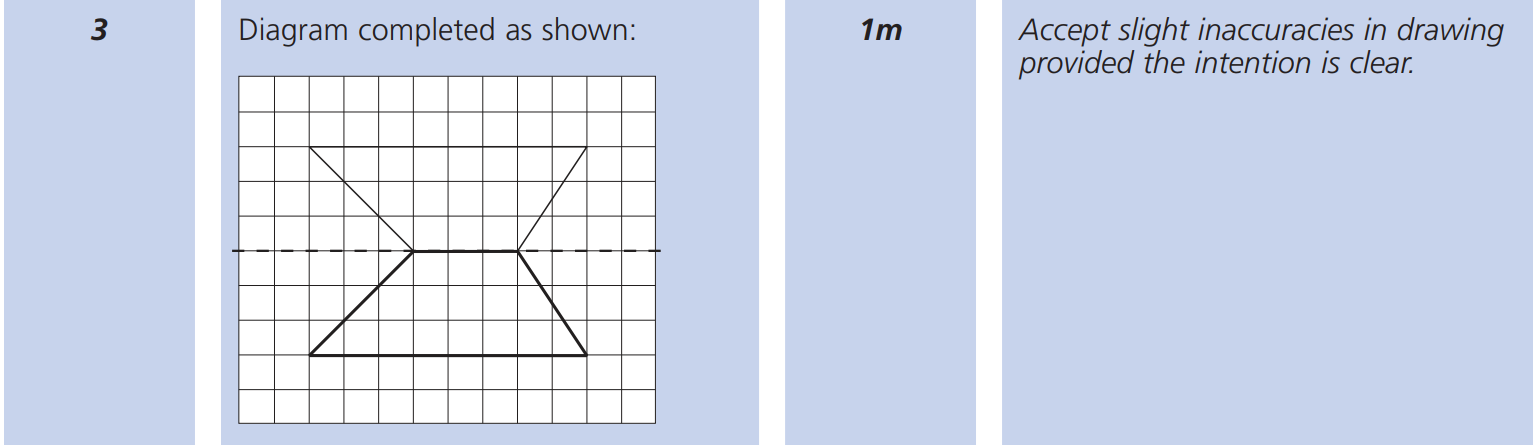 3
Diagram completed as shown:
1m
Accept slight inaccuracies in drawing
provided the intention is clear.